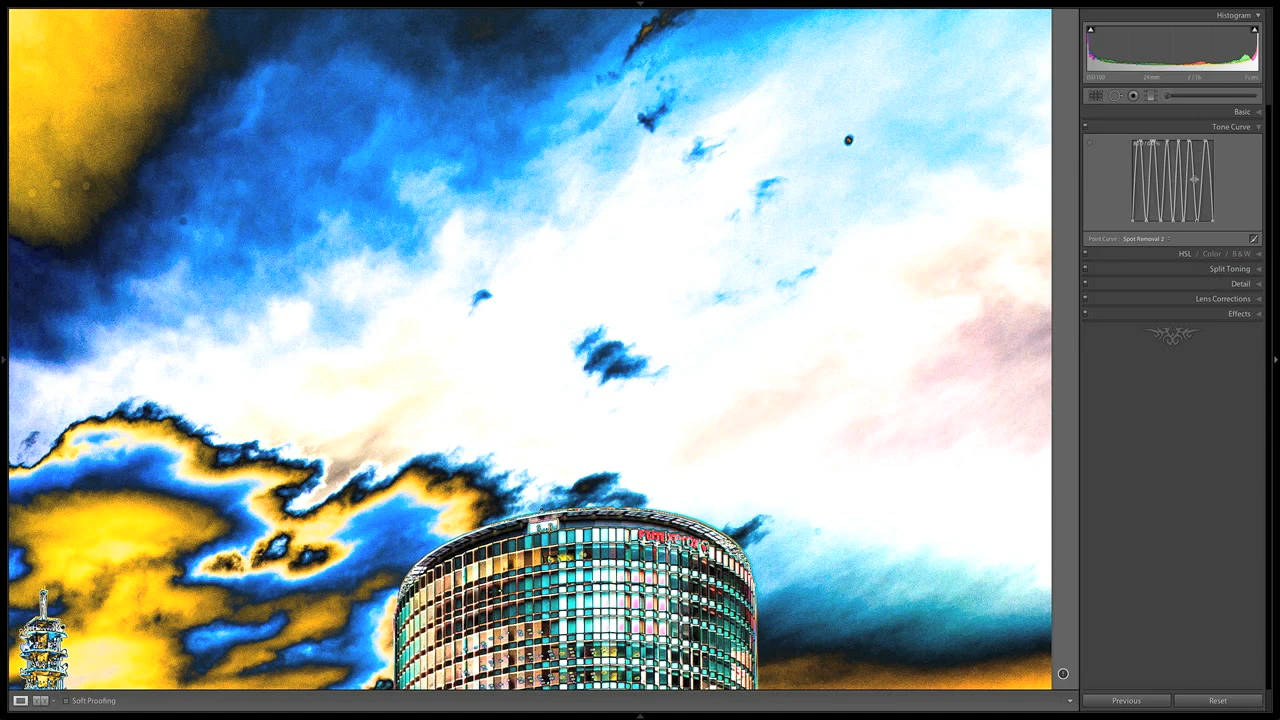 Histogram
ISO 100 24 mm f / 16
Basic
Tone Curve
Point Curve : Spot Removal 2
HSL / Color / B & W
Split Toning
Detail
Lens Corrections
Effects
Soft Proofing
Previous Reset